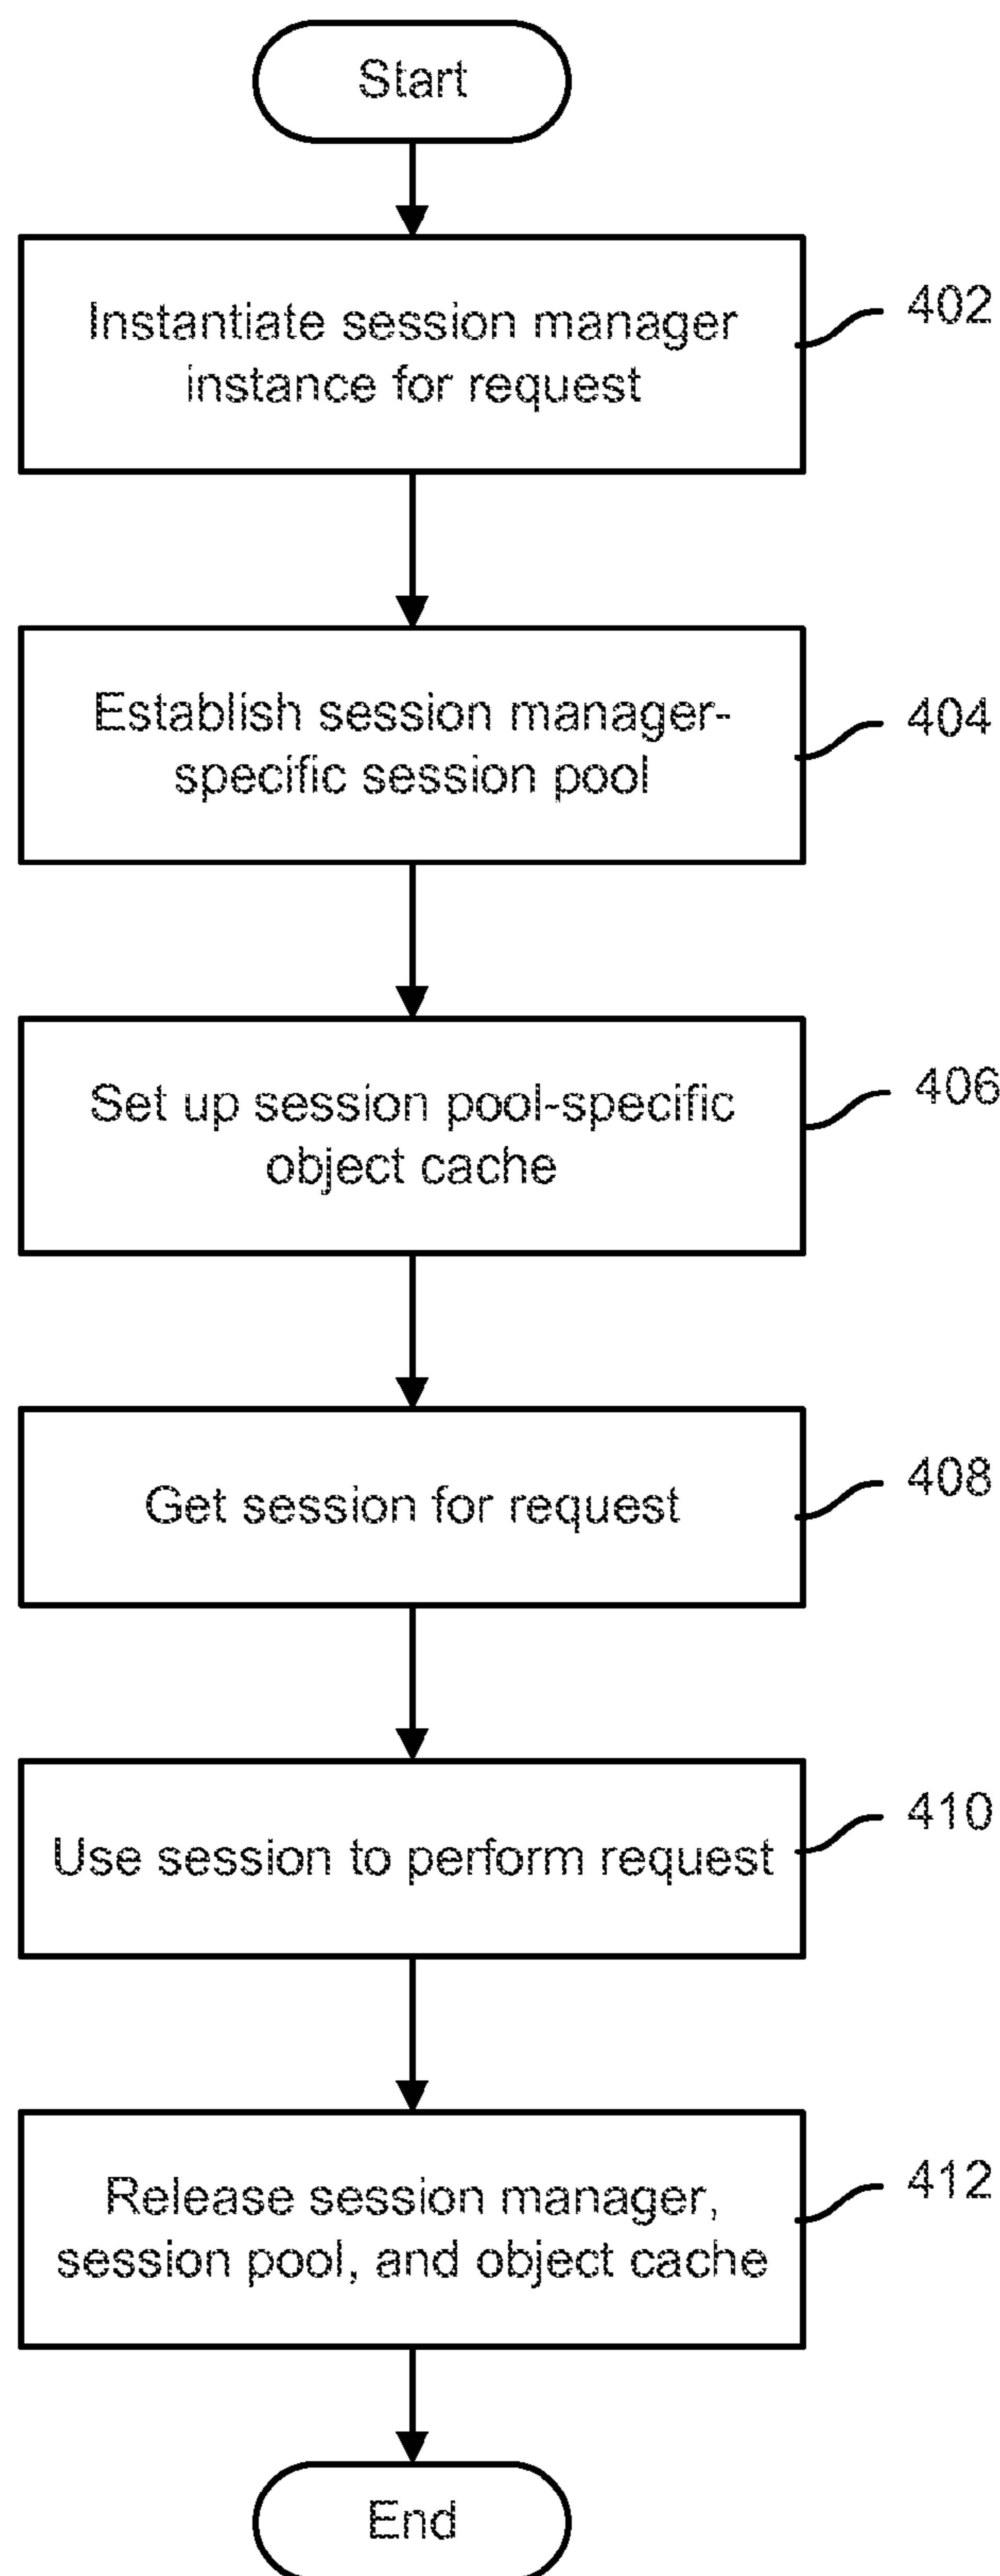 Start
Instantiate session manager
instance for request
402
Establish session manager-
specific session pool
404
Set up session pool-specific
object cache
406
Get session for request
408
Use session to perform request
410
Release session manager,
session pool, and object cache
412
End